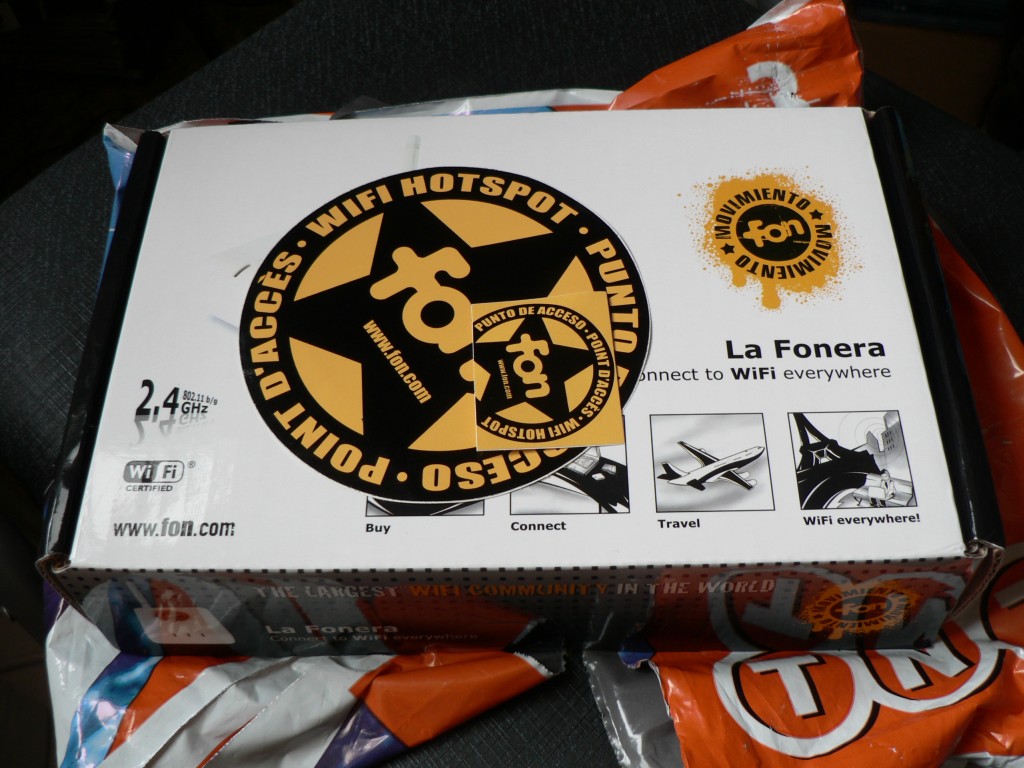 WIFI HOTSPOT · PUNTO
ACCESO · POINT D'ACCÈS ·
www.fon.com
PUNTO DE ACCESO · POINT D'ACCÈS · WIFI HOTSPOT
fon
www.fon.com
MOVIMIENTO ★ MOVIMIENTO ★
fon
La Fonera
onnect to WiFi everywhere
2,4 GHz
802.11 b/g
Wi Fi ®
CERTIFIED
www.fon.com
Buy
Connect
Travel
WiFi everywhere!
THE LARGEST WIFI COMMUNITY IN THE WORLD
La Fonera
Connect to WiFi everywhere
MOVIMIENTO
fon
TN